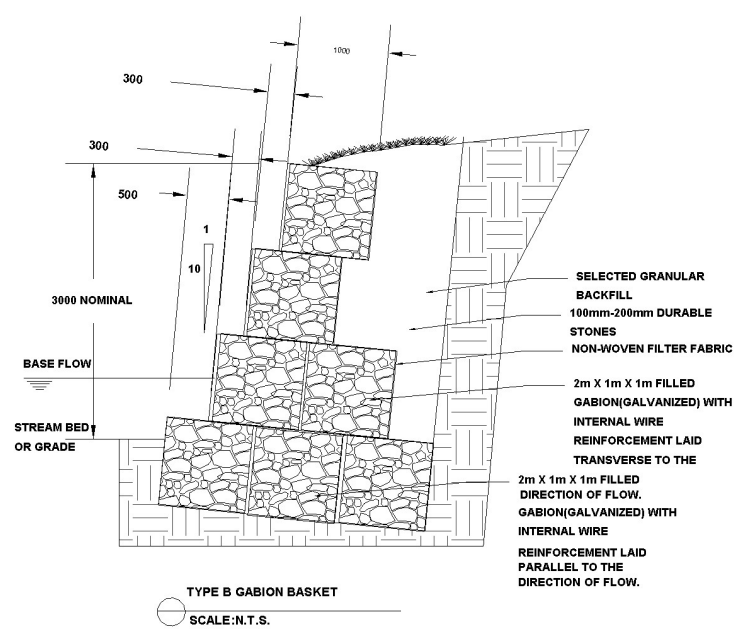 1000
300
300
500
1
10
3000 NOMINAL
BASE FLOW
STREAM BED
OR GRADE
SELECTED GRANULAR
BACKFILL
100mm-200mm DURABLE
STONES
NON-WOVEN FILTER FABRIC
2m X 1m X 1m FILLED
GABION(GALVANIZED) WITH
INTERNAL WIRE
REINFORCEMENT LAID
TRANSVERSE TO THE
2m X 1m X 1m FILLED
DIRECTION OF FLOW.
GABION(GALVANIZED) WITH
INTERNAL WIRE
REINFORCEMENT LAID
PARALLEL TO THE
DIRECTION OF FLOW.
TYPE B GABION BASKET
SCALE:N.T.S.